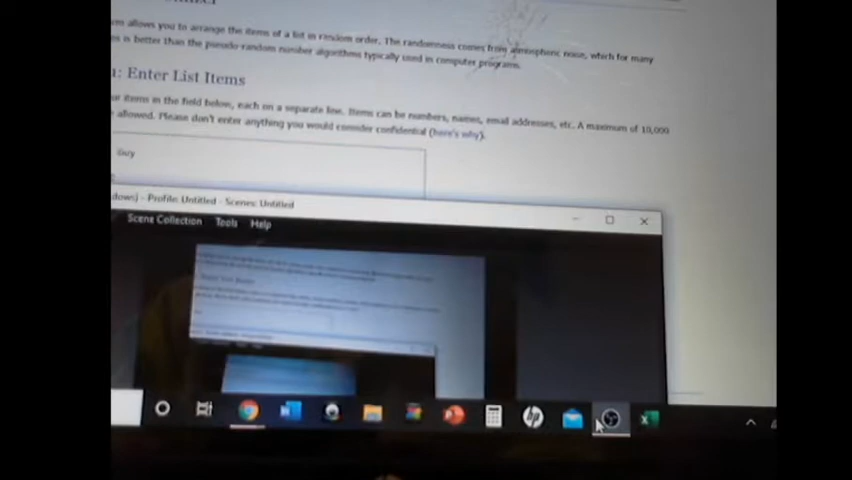 allows you to arrange the items of a list in random order. The randomness comes from atmospheric noise, which for many
is better than the pseudo-random number algorithms typically used in computer programs.
1: Enter List Items
items in the field below, each on a separate line. Items can be numbers, names, email addresses, etc. A maximum of 10,000
allowed. Please don't enter anything you would consider confidential (here's why).
Guy
dows) - Profile: Untitled - Scenes: Untitled
Scene Collection Tools Help
hp